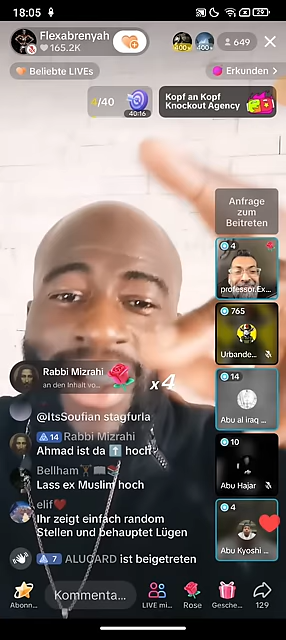 18:05
29
Flexabrenyah
165.2K
400+
400+
649
Beliebte LIVEs
Erkunden >
4/40
40:16
Kopf an Kopf
Knockout Agency
Anfrage
zum
Beitreten
4
professor.Ex...
765
Urbande...
14
Abu al iraq ...
10
Abu Hajar
4
Abu Kyoshi ...
Rabbi Mizrahi
an den Inhalt vo...
x4
@ItsSoufian stagfurla
14 Rabbi Mizrahi
Ahmad ist da ⬆️ hoch
Bellham
Lass ex Muslim hoch
elif
Ihr zeigt einfach random
Stellen und behauptet Lügen
7 ALUCARD ist beigetreten
Abonn...
Kommenta...
LIVE mi...
Rose
Gesche...
129